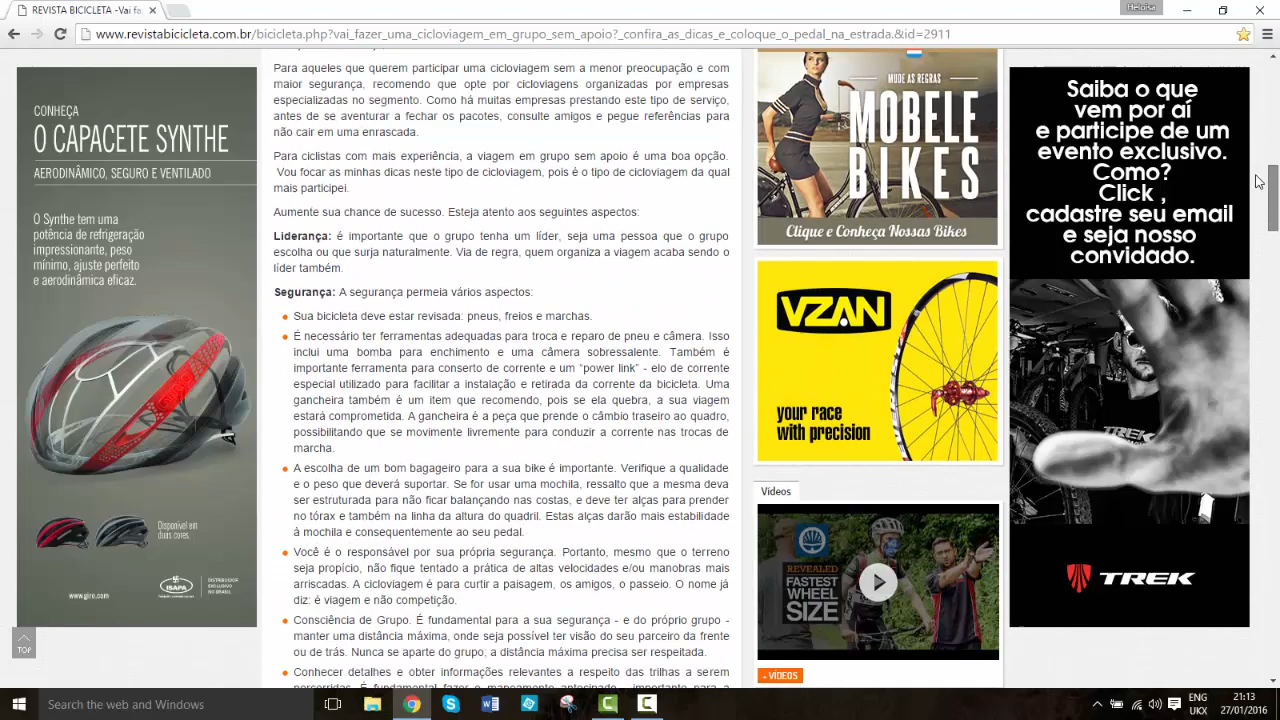 REVISTA BICICLETA -Vai fa
Heloisa
www.revistabicicleta.com.br/bicicleta.php?vai_fazer_uma_cicloviagem_em_grupo_sem_apoio?_confira_as_dicas_e_coloque_o_pedal_na_estrada.&id=2911
CONHEÇA
O CAPACETE SYNTHE
AERODINÂMICO, SEGURO E VENTILADO
O Synthe tem uma
potência de refrigeração
impressionante, peso
mínimo, ajuste perfeito
e aerodinâmica eficaz.
Disponível em
duas cores.
www.giro.com
ISAPA
DISTRIBUIDOR
EXCLUSIVO
NO BRASIL
TOP
Para aqueles que querem participar uma cicloviagem sem a menor preocupação e com
maior segurança, recomendo que opte por cicloviagens organizadas por empresas
especializadas no segmento. Como há muitas empresas prestando este tipo de serviço,
antes de se aventurar a fechar os pacotes, consulte amigos e pegue referências para
não cair em uma enrascada.
Para ciclistas com mais experiência, a viagem em grupo sem apoio é uma boa opção.
Vou focar as minhas dicas neste tipo de cicloviagem, pois é o tipo de cicloviagem da qual
mais participei.
Aumente sua chance de sucesso. Esteja atento aos seguintes aspectos:
Liderança: é importante que o grupo tenha um líder, seja uma pessoa que o grupo
escolha ou que surja naturalmente. Via de regra, quem organiza a viagem acaba sendo o
líder também.
Segurança: A segurança permeia vários aspectos:
Sua bicicleta deve estar revisada: pneus, freios e marchas.
É necessário ter ferramentas adequadas para troca e reparo de pneu e câmera. Isso
inclui uma bomba para enchimento e uma câmera sobressalente. Também é
importante ferramenta para conserto de corrente e um “power link” - elo de corrente
especial utilizado para facilitar a instalação e retirada da corrente da bicicleta. Uma
gancheira também é um item que recomendo, pois se ela quebra, a sua viagem
estará comprometida. A gancheira é a peça que prende o câmbio traseiro ao quadro,
possibilitando que se movimente livremente para conduzir a corrente nas trocas de
marcha.
A escolha de um bom bagageiro para a sua bike é importante. Verifique a qualidade
e o peso que deverá suportar. Se for usar uma mochila, ressalto que a mesma deva
ser estruturada para não ficar balançando nas costas, e deve ter alças para prender
no tórax e também na linha da altura do quadril. Estas alças darão mais estabilidade
à mochila e consequentemente ao seu pedal.
Você é o responsável por sua própria segurança. Portanto, mesmo que o terreno
seja propício, não fique tentado a prática de altas velocidades e/ou manobras mais
arriscadas. A cicloviagem é para curtir a paisagem, os amigos, o passeio. O nome já
diz: é viagem e não competição.
Consciência de Grupo. É fundamental para a sua segurança - e do próprio grupo -
manter uma distância máxima, onde seja possível ter visão do seu parceiro da frente
ou de trás. Nunca se aparte do grupo, a distância máxima precisa ser respeitada.
Conhecer detalhes e obter informações relevantes a respeito das trilhas a serem
percorridas. É fundamental fazer o mapeamento antecipado - importante para a
MUDE AS REGRAS
MOBELE
BIKES
Clique e Conheça Nossas Bikes
VZAN
your race
with precision
Vídeos
REVEALED
FASTEST
WHEEL
SIZE
+ VÍDEOS
Saiba o que
vem por aí
e participe de um
evento exclusivo.
Como?
Click ,
cadastre seu email
e seja nosso
convidado.
TREK
TREK
Search the web and Windows
ENG
UKX
21:13
27/01/2016